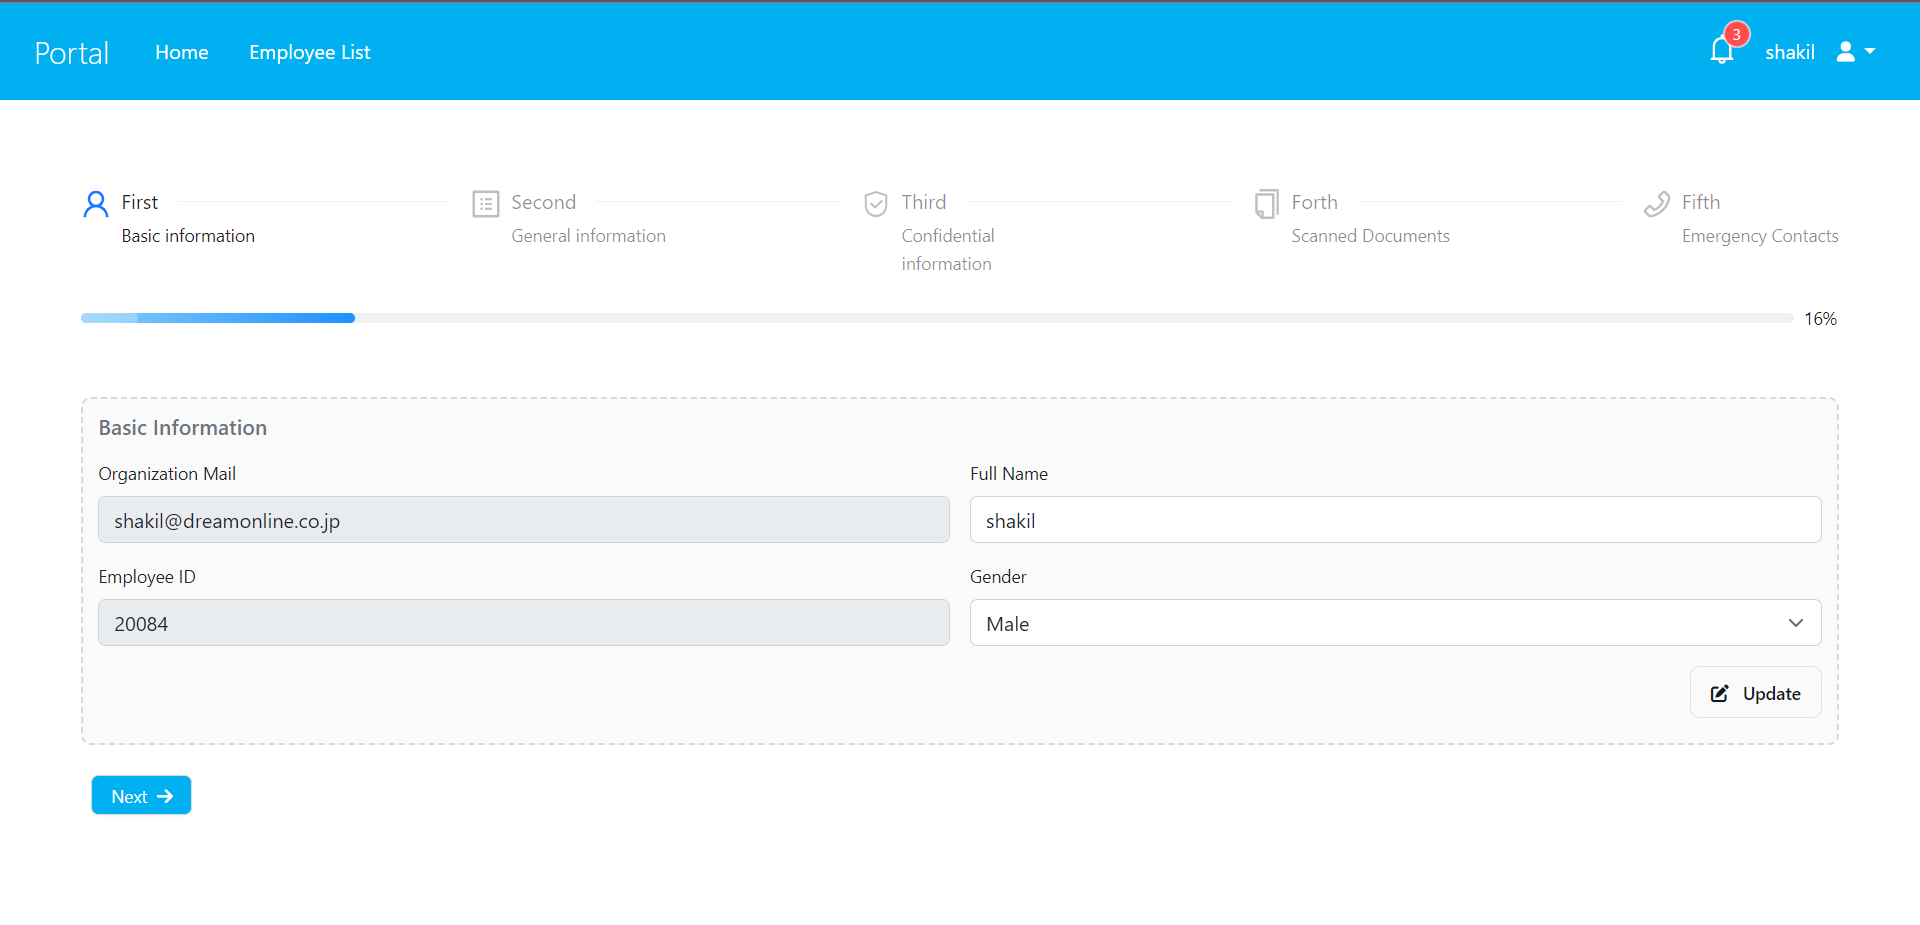 Portal Home Employee List 3 shakil
First Second Third Forth Fifth
Basic information General information Confidential information Scanned Documents Emergency Contacts
16%
Basic Information
Organization Mail Full Name
shakil@dreamonline.co.jp shakil
Employee ID Gender
20084 Male
Update
Next